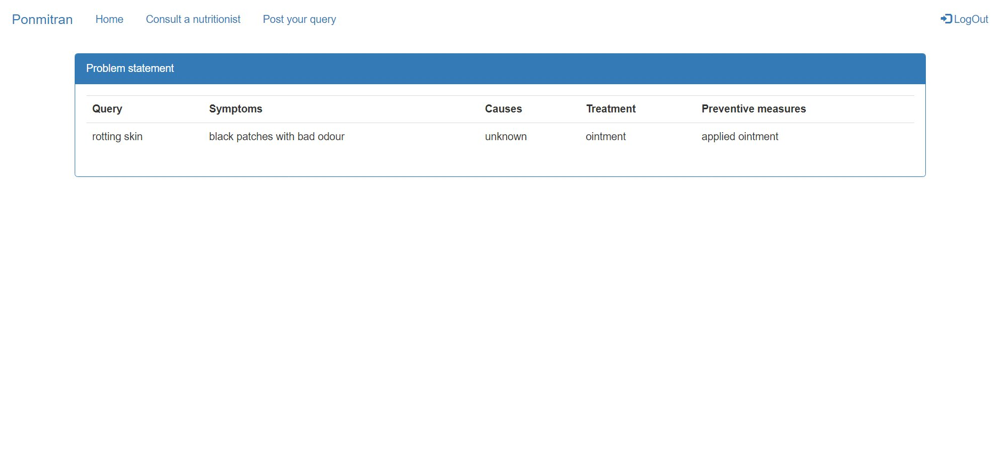 Ponmitran Home Consult a nutritionist Post your query LogOut
Problem statement
Query Symptoms Causes Treatment Preventive measures
rotting skin black patches with bad odour unknown ointment applied ointment